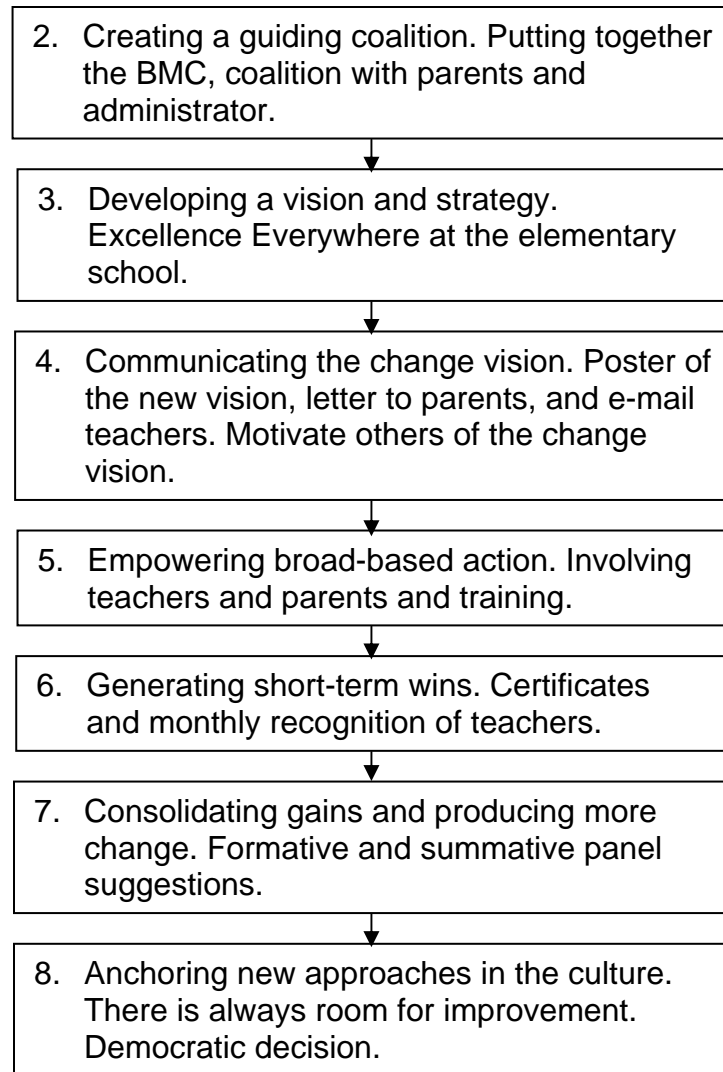 2. Creating a guiding coalition. Putting together
the BMC, coalition with parents and
administrator.
3. Developing a vision and strategy.
Excellence Everywhere at the elementary
school.
4. Communicating the change vision. Poster of
the new vision, letter to parents, and e-mail
teachers. Motivate others of the change
vision.
5. Empowering broad-based action. Involving
teachers and parents and training.
6. Generating short-term wins. Certificates
and monthly recognition of teachers.
7. Consolidating gains and producing more
change. Formative and summative panel
suggestions.
8. Anchoring new approaches in the culture.
There is always room for improvement.
Democratic decision.